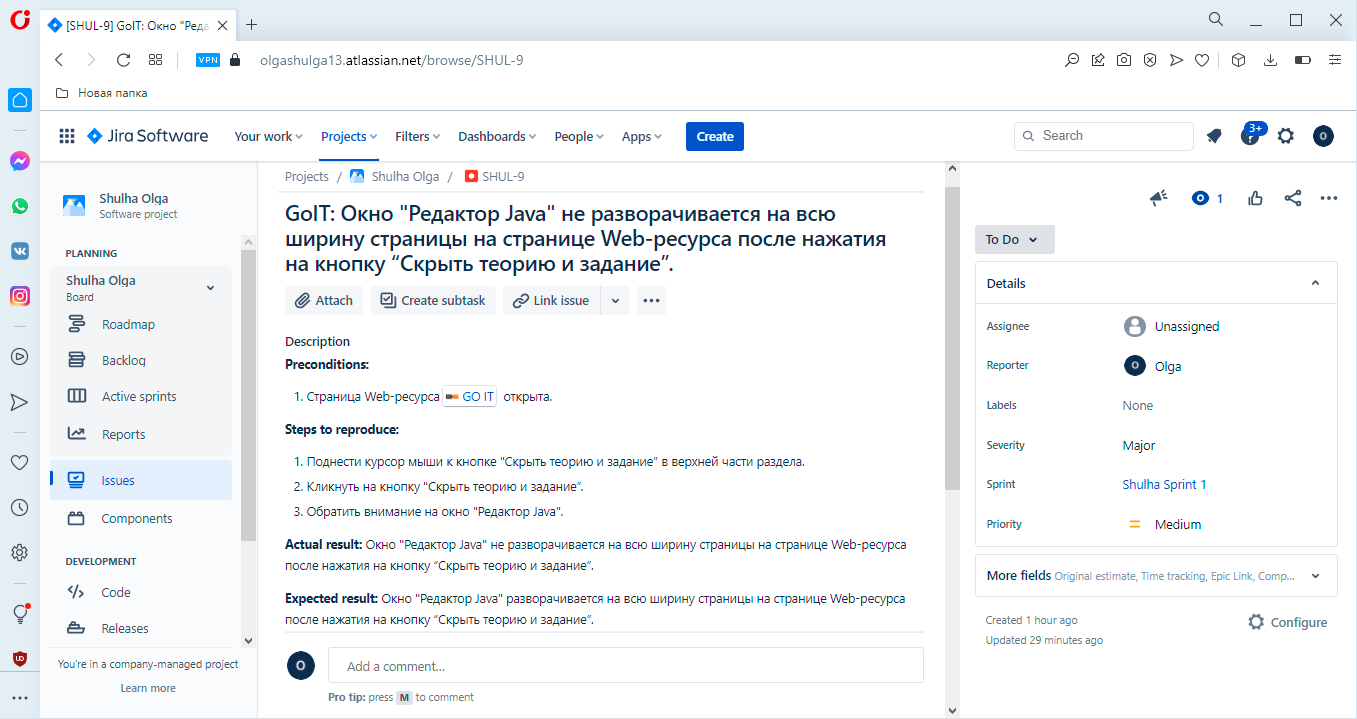 [SHUL-9] GoIT: Окно "Реда
VPN
olgashulga13.atlassian.net/browse/SHUL-9
Новая папка
Jira Software
Your work
Projects
Filters
Dashboards
People
Apps
Create
Search
3+
O
Shulha Olga
Software project
PLANNING
Shulha Olga
Board
Roadmap
Backlog
Active sprints
Reports
Issues
Components
DEVELOPMENT
Code
Releases
You're in a company-managed project
Learn more
Projects / Shulha Olga / SHUL-9
GoIT: Окно "Редактор Java" не разворачивается на всю
ширину страницы на странице Web-ресурса после нажатия
на кнопку “Скрыть теорию и задание”.
Attach
Create subtask
Link issue
Description
Preconditions:
1. Страница Web-ресурса GO IT открыта.
Steps to reproduce:
1. Поднести курсор мыши к кнопке "Скрыть теорию и задание" в верхней части раздела.
2. Кликнуть на кнопку "Скрыть теорию и задание".
3. Обратить внимание на окно "Редактор Java".
Actual result: Окно "Редактор Java" не разворачивается на всю ширину страницы на странице Web-ресурса
после нажатия на кнопку “Скрыть теорию и задание”.
Expected result: Окно "Редактор Java" разворачивается на всю ширину страницы на странице Web-ресурса
после нажатия на кнопку “Скрыть теорию и задание”.
O
Add a comment...
Pro tip: press M to comment
1
To Do
Details
Assignee
Unassigned
Reporter
O
Olga
Labels
None
Severity
Major
Sprint
Shulha Sprint 1
Priority
Medium
More fields Original estimate, Time tracking, Epic Link, Comp...
Created 1 hour ago
Updated 29 minutes ago
Configure